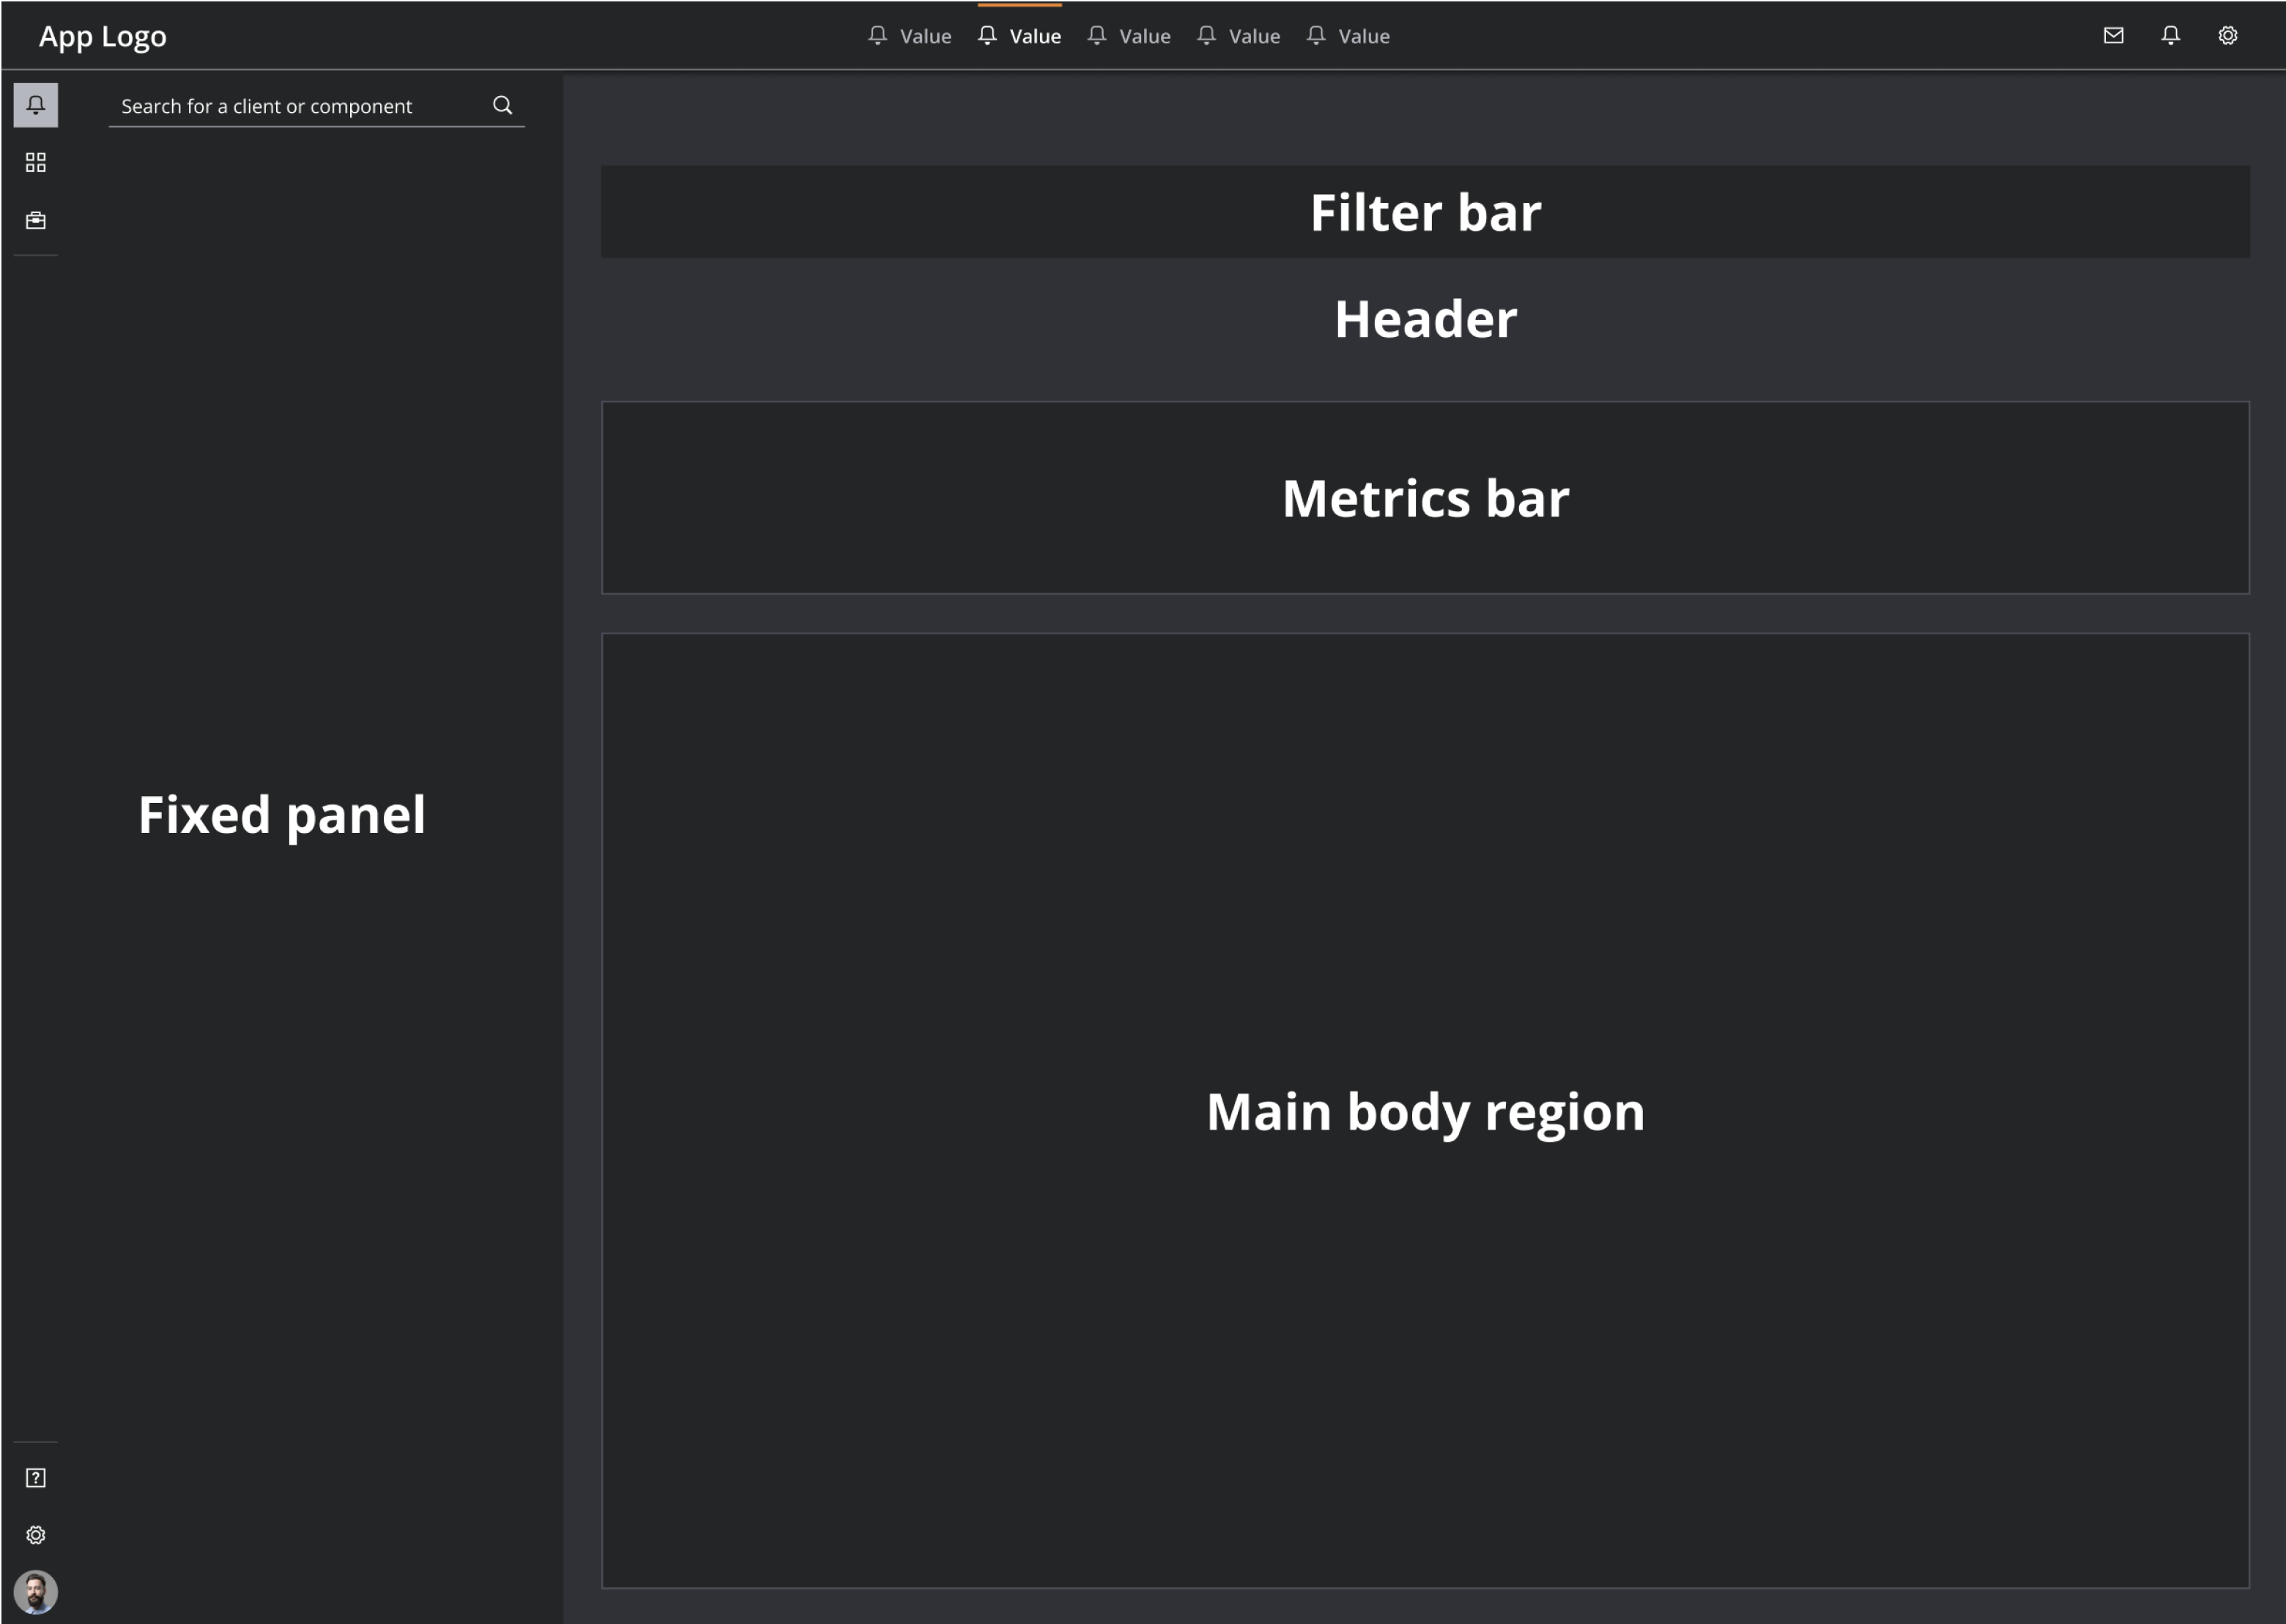 App Logo
Value Value Value Value Value
Search for a client or component
Filter bar
Header
Metrics bar
Fixed panel
Main body region
?